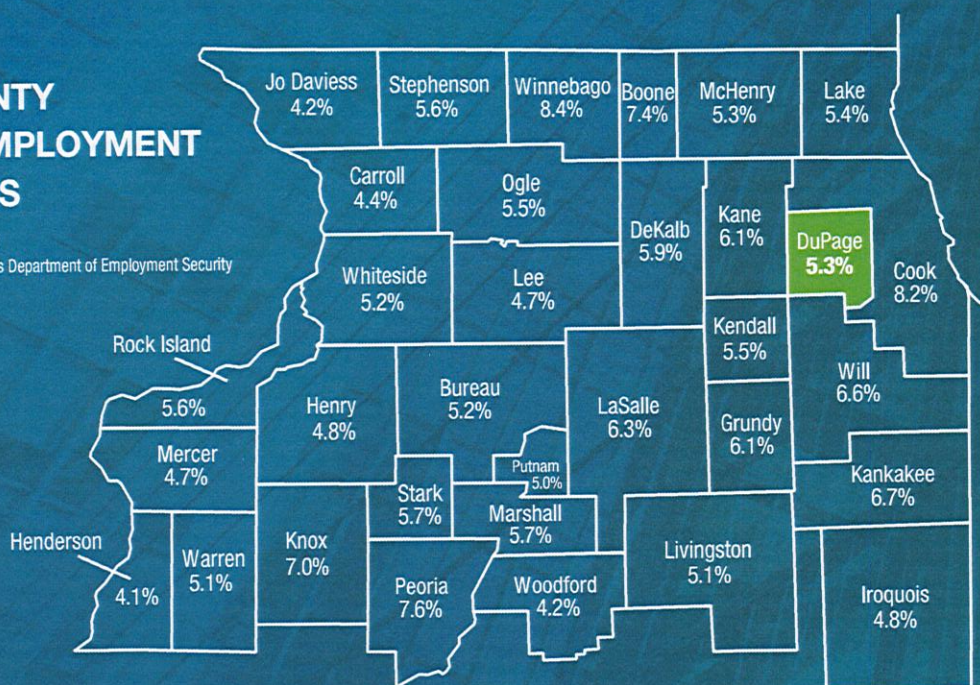 NTY
MPLOYMENT
S
s Department of Employment Security
Jo Daviess
4.2%
Stephenson
5.6%
Winnebago
8.4%
Boone
7.4%
McHenry
5.3%
Lake
5.4%
Carroll
4.4%
Ogle
5.5%
DeKalb
5.9%
Kane
6.1%
DuPage
5.3%
Cook
8.2%
Whiteside
5.2%
Lee
4.7%
Kendall
5.5%
Rock Island
5.6%
Henry
4.8%
Bureau
5.2%
LaSalle
6.3%
Will
6.6%
Grundy
6.1%
Mercer
4.7%
Putnam
5.0%
Kankakee
6.7%
Stark
5.7%
Marshall
5.7%
Henderson
4.1%
Warren
5.1%
Knox
7.0%
Peoria
7.6%
Woodford
4.2%
Livingston
5.1%
Iroquois
4.8%